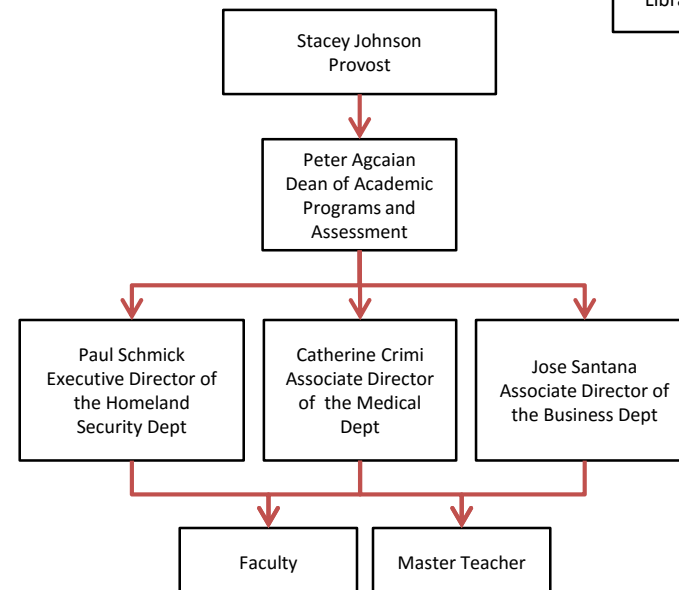 Stacey Johnson
Provost
Peter Agcaian
Dean of Academic
Programs and
Assessment
Paul Schmick
Executive Director of
the Homeland
Security Dept
Catherine Crimi
Associate Director
of the Medical
Dept
Jose Santana
Associate Director of
the Business Dept
Faculty
Master Teacher